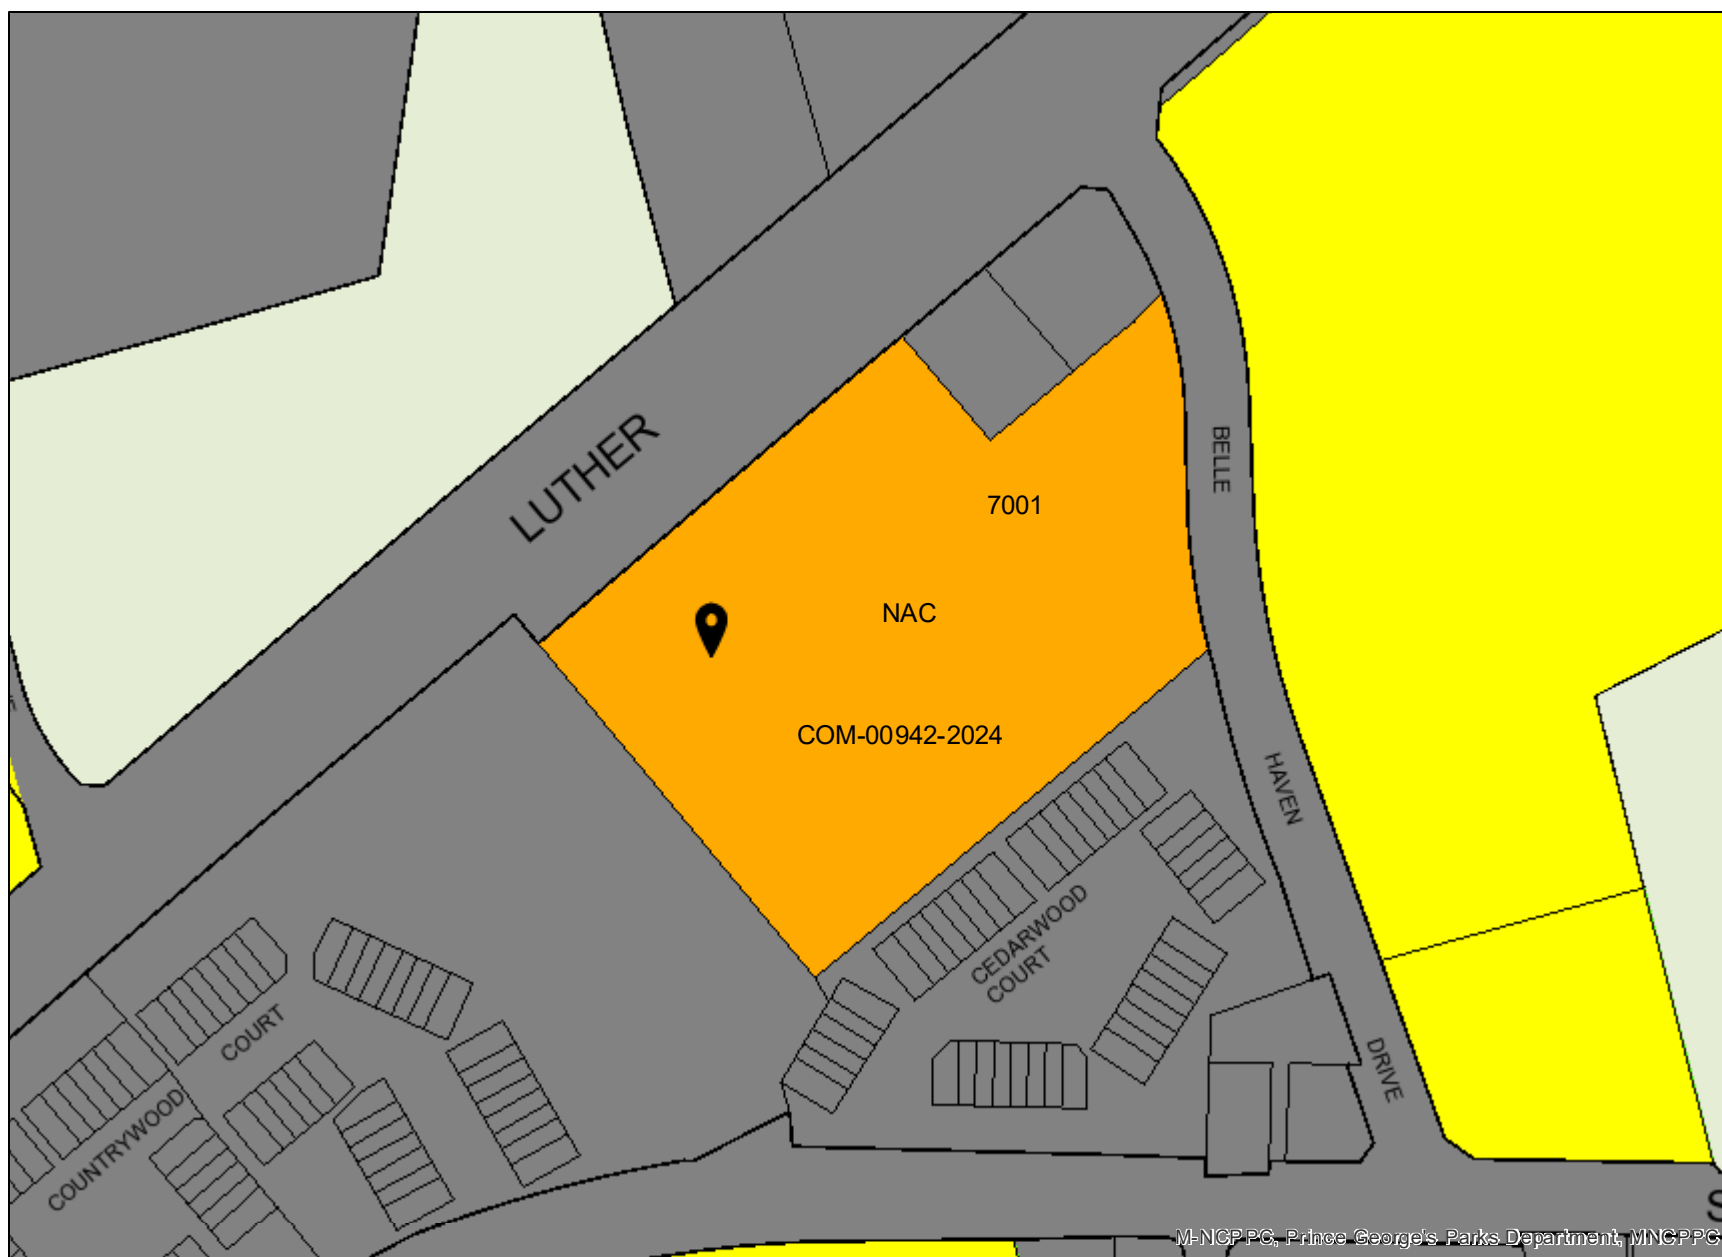 LUTHER
BELLE
7001
NAC
COM-00942-2024
HAVEN
CEDARWOOD
COURT
COURT
DRIVE
COUNTRYWOOD
S
M-NCPPC, Prince George's Parks Department, MNCPPC